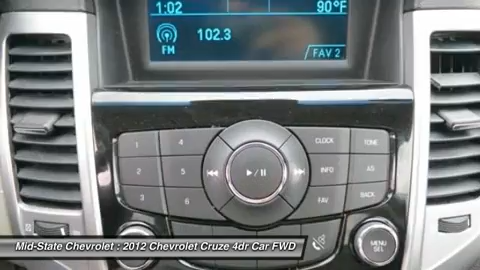 1:02 90°F
FM 102.3
FAV 2
1 4 CLOCK TONE
2 5 INFO AS
3 6 FAV BACK
MENU
SEL
Mid-State Chevrolet : 2012 Chevrolet Cruze 4dr Car FWD